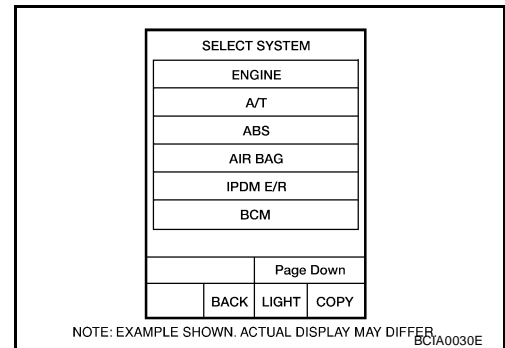 SELECT SYSTEM
ENGINE
A/T
ABS
AIR BAG
IPDM E/R
BCM
Page Down
BACK LIGHT COPY
NOTE: EXAMPLE SHOWN. ACTUAL DISPLAY MAY DIFFER.
BCIA0030E